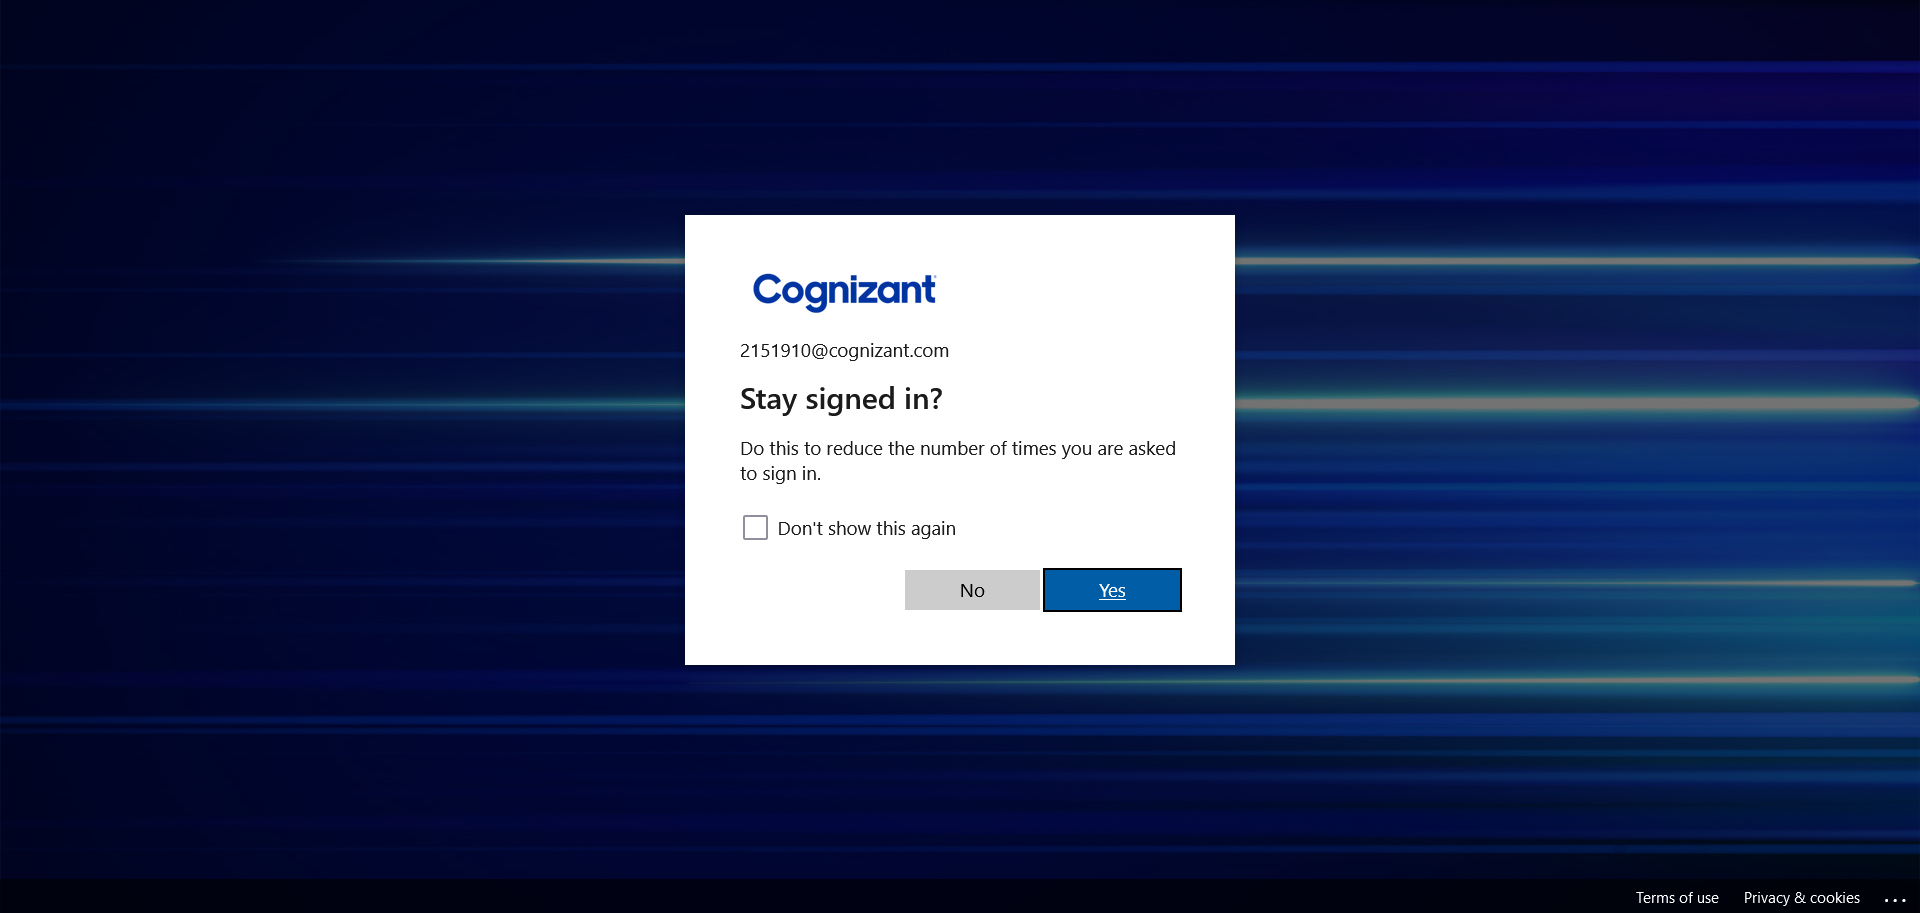 Cognizant
2151910@cognizant.com
Stay signed in?
Do this to reduce the number of times you are asked
to sign in.
Don't show this again
No
Yes
Terms of use
Privacy & cookies
...